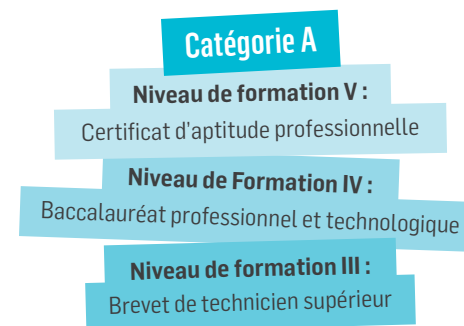 Catégorie A
Niveau de formation V :
Certificat d'aptitude professionnelle
Niveau de Formation IV :
Baccalauréat professionnel et technologique
Niveau de formation III :
Brevet de technicien supérieur